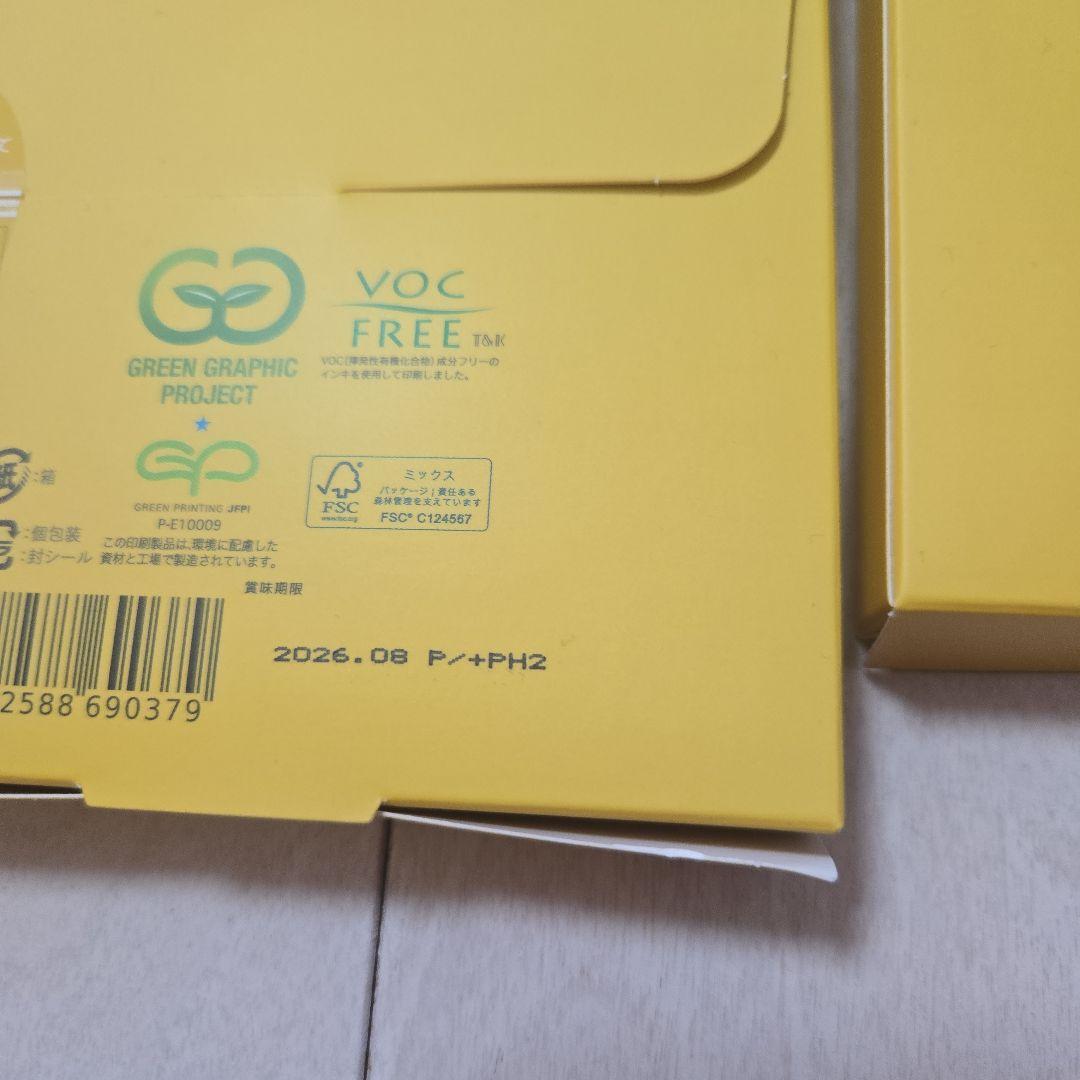 GREEN GRAPHIC
PROJECT
VOC
FREE T&K
VOC(揮発性有機化合物)成分フリーの
インキを使用して印刷しました。
GREEN PRINTING JFPI
P-E10009
この印刷製品は、環境に配慮した
資材と工場で製造されています。
FSC
www.fsc.org
ミックス
パッケージ|責任ある
森林管理を支えています
FSC® C124567
紙:箱
:個包装
:封シール
賞味期限
2026.08 P/+PH2
2588 690379